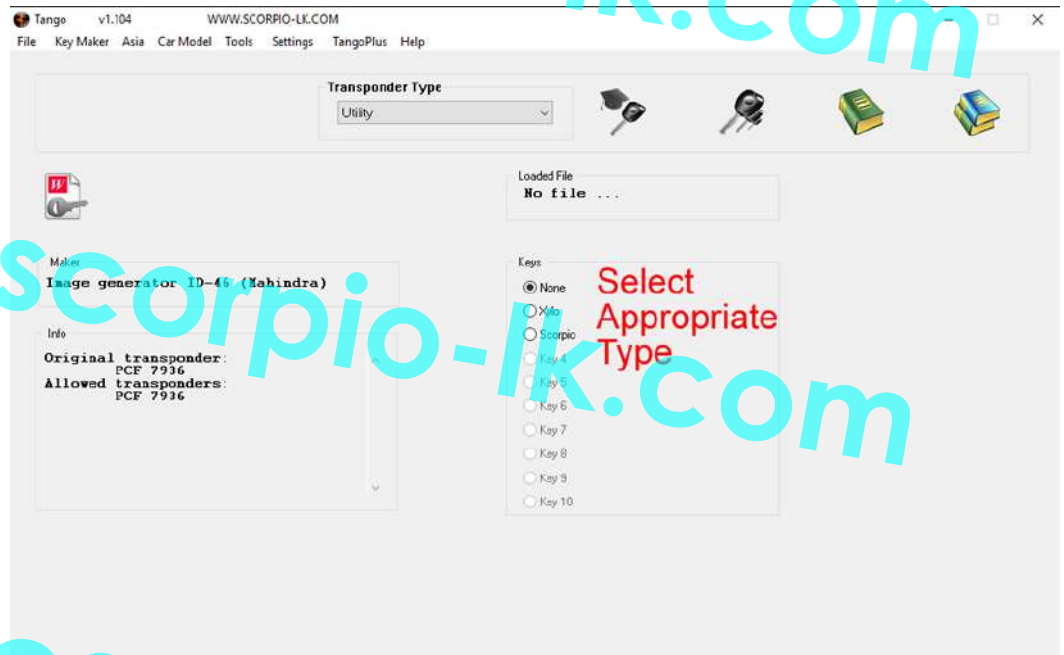 Tango v1.104 WWW.SCORPIO-LK.COM
File Key Maker Asia Car Model Tools Settings TangoPlus Help
Transponder Type
Utility
W
Loaded File
No file ...
Maker
Image generator ID-46 (Mahindra)
Info
Original transponder:
PCF 7936
Allowed transponders:
PCF 7936
Keys
None
Xylo
Scorpio
Key 4
Key 5
Key 6
Key 7
Key 8
Key 9
Key 10
Select
Appropriate
Type
scorpio-lk.com
lk.com